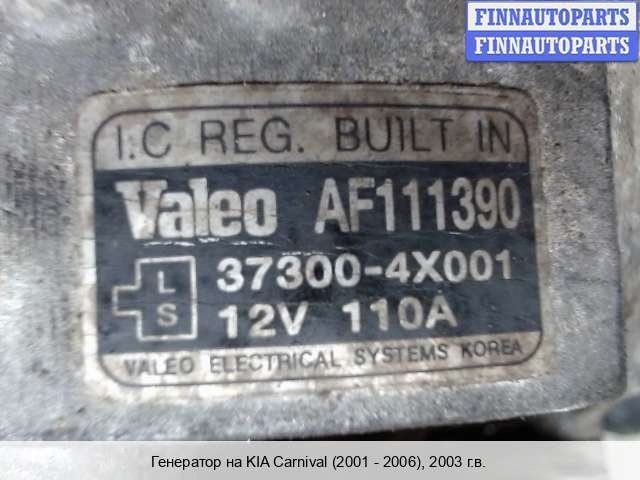 FINNAUTOPARTS
FINNAUTOPARTS
I.C REG. BUILT IN
Valeo AF111390
L 37300-4X001
S 12V 110A
VALEO ELECTRICAL SYSTEMS KOREA
Генератор на KIA Carnival (2001 - 2006), 2003 г.в.